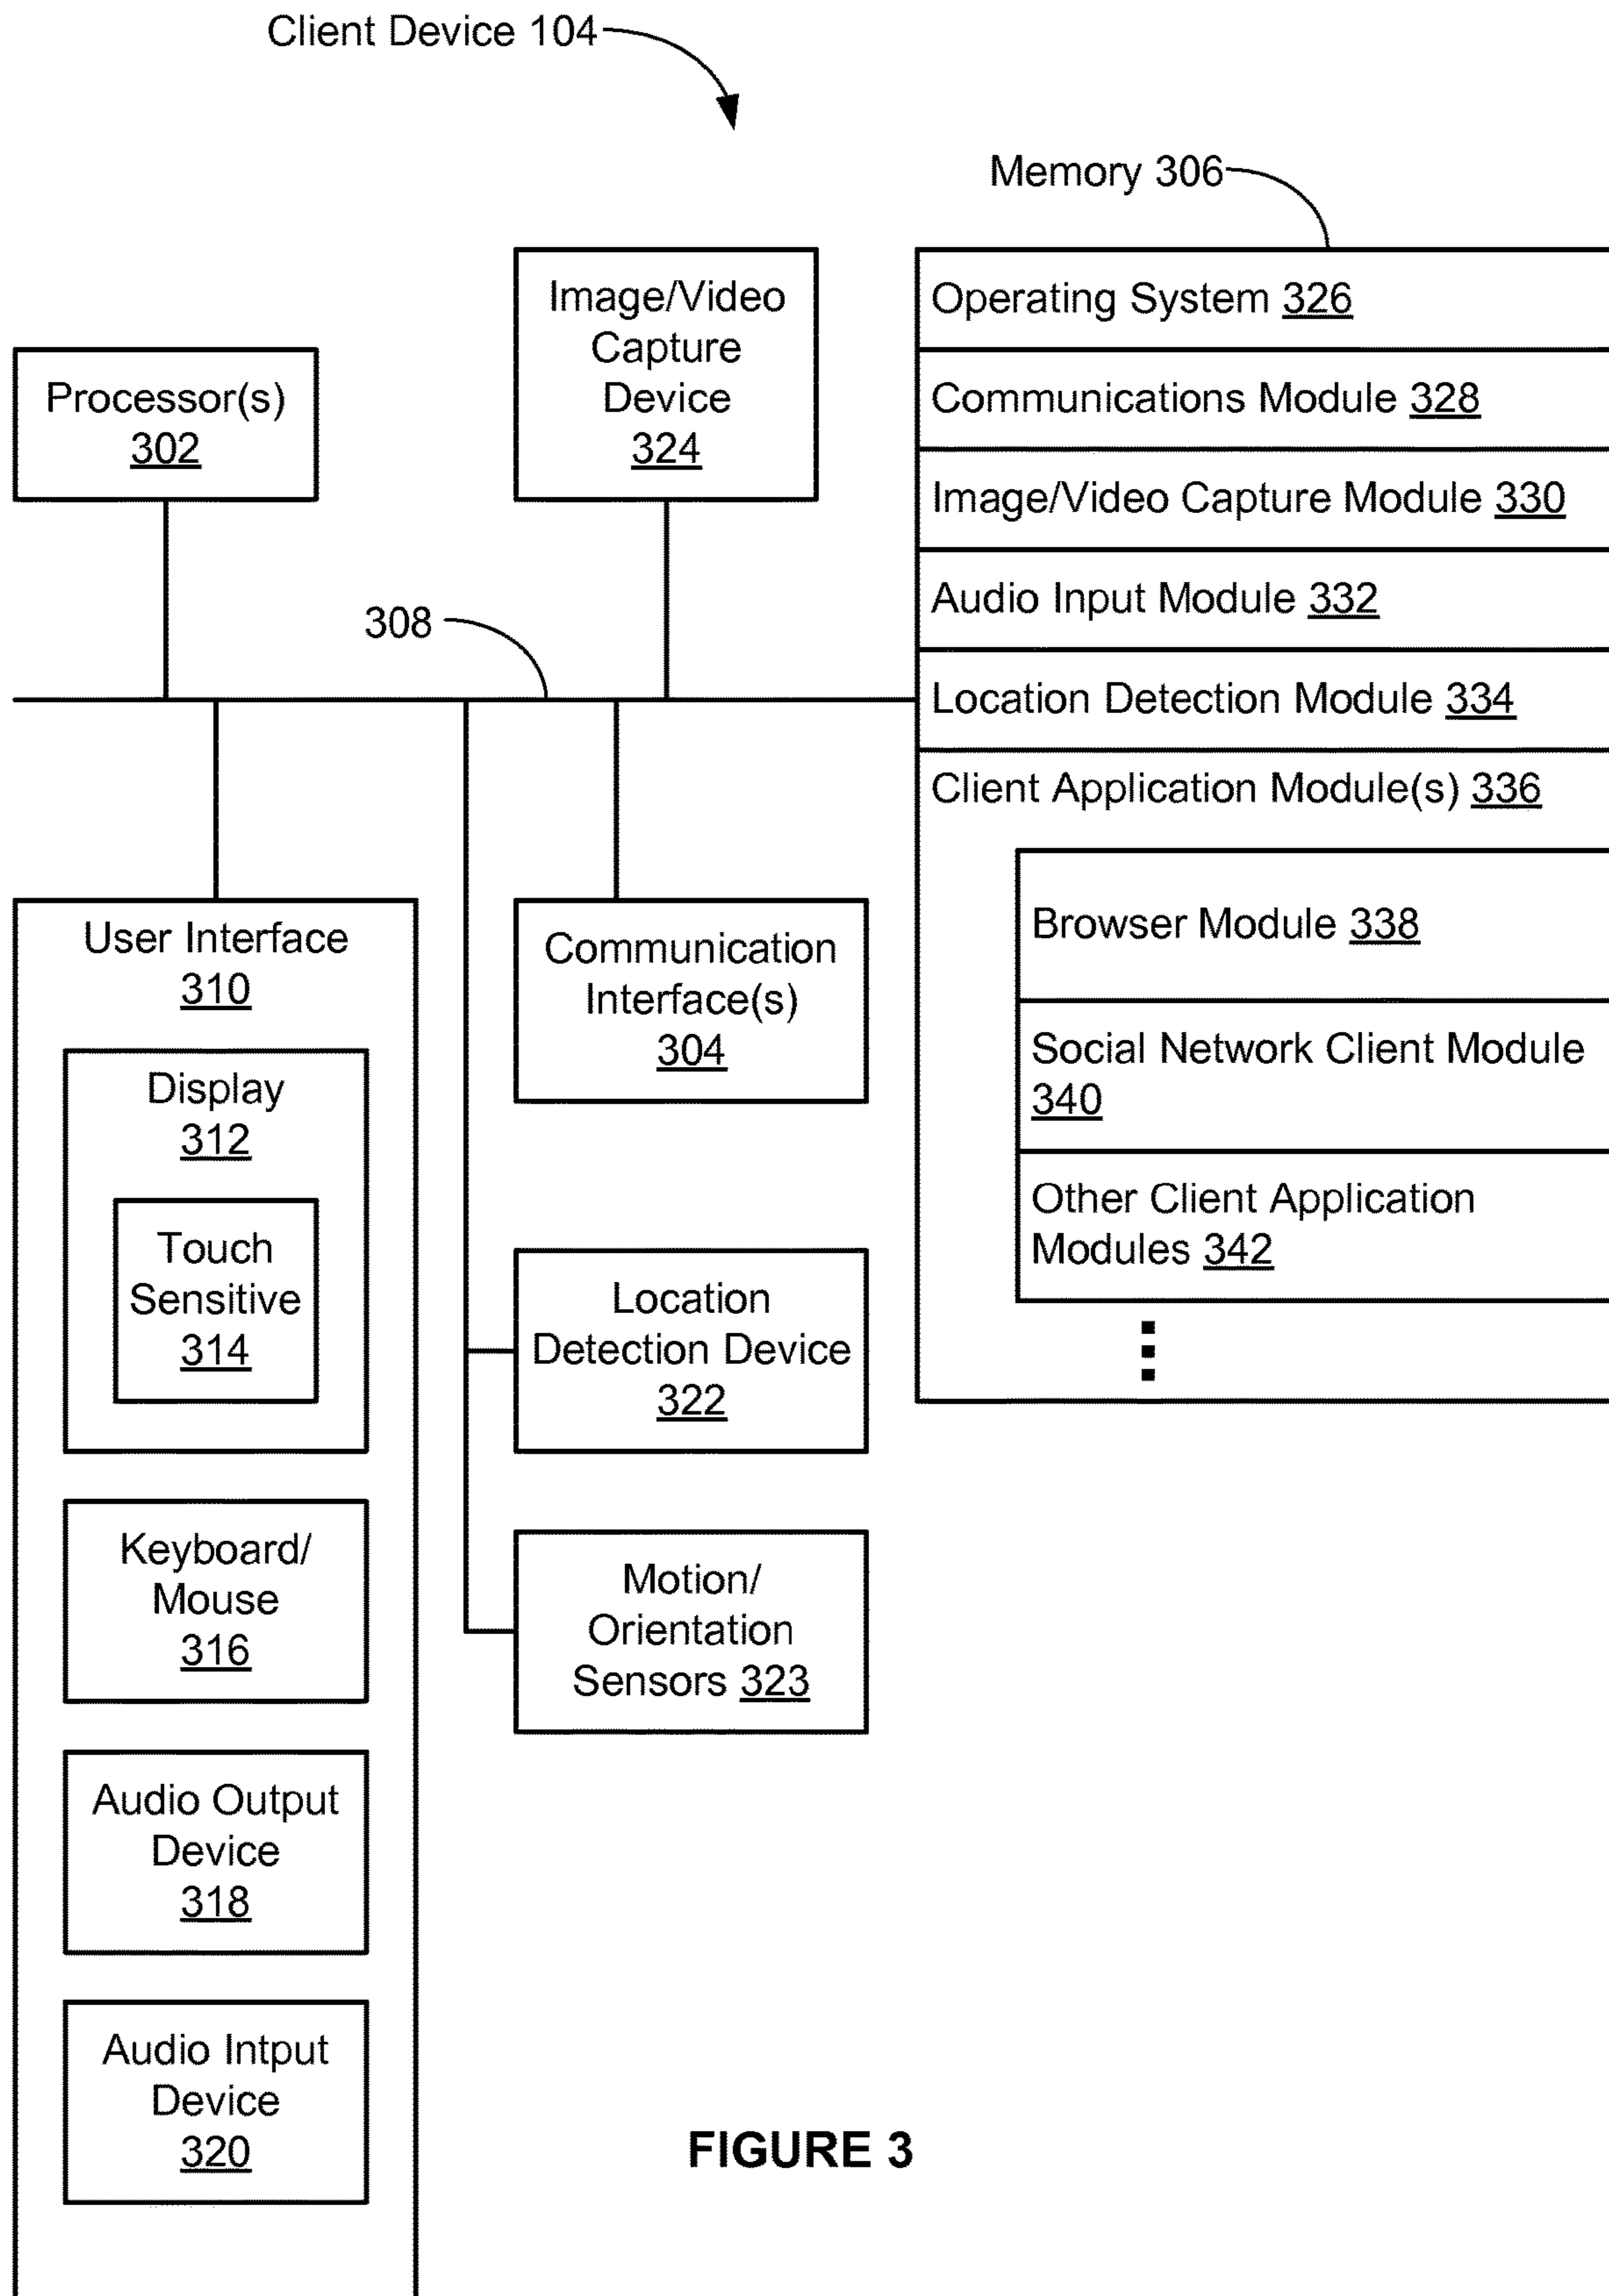 Client Device 104
Memory 306
Image/Video
Capture
Device
324
Processor(s)
302
308
Operating System 326
Communications Module 328
Image/Video Capture Module 330
Audio Input Module 332
Location Detection Module 334
Client Application Module(s) 336
Browser Module 338
Social Network Client Module
340
Other Client Application
Modules 342
User Interface
310
Display
312
Touch
Sensitive
314
Keyboard/
Mouse
316
Audio Output
Device
318
Audio Intput
Device
320
Communication
Interface(s)
304
Location
Detection Device
322
Motion/
Orientation
Sensors 323
FIGURE 3